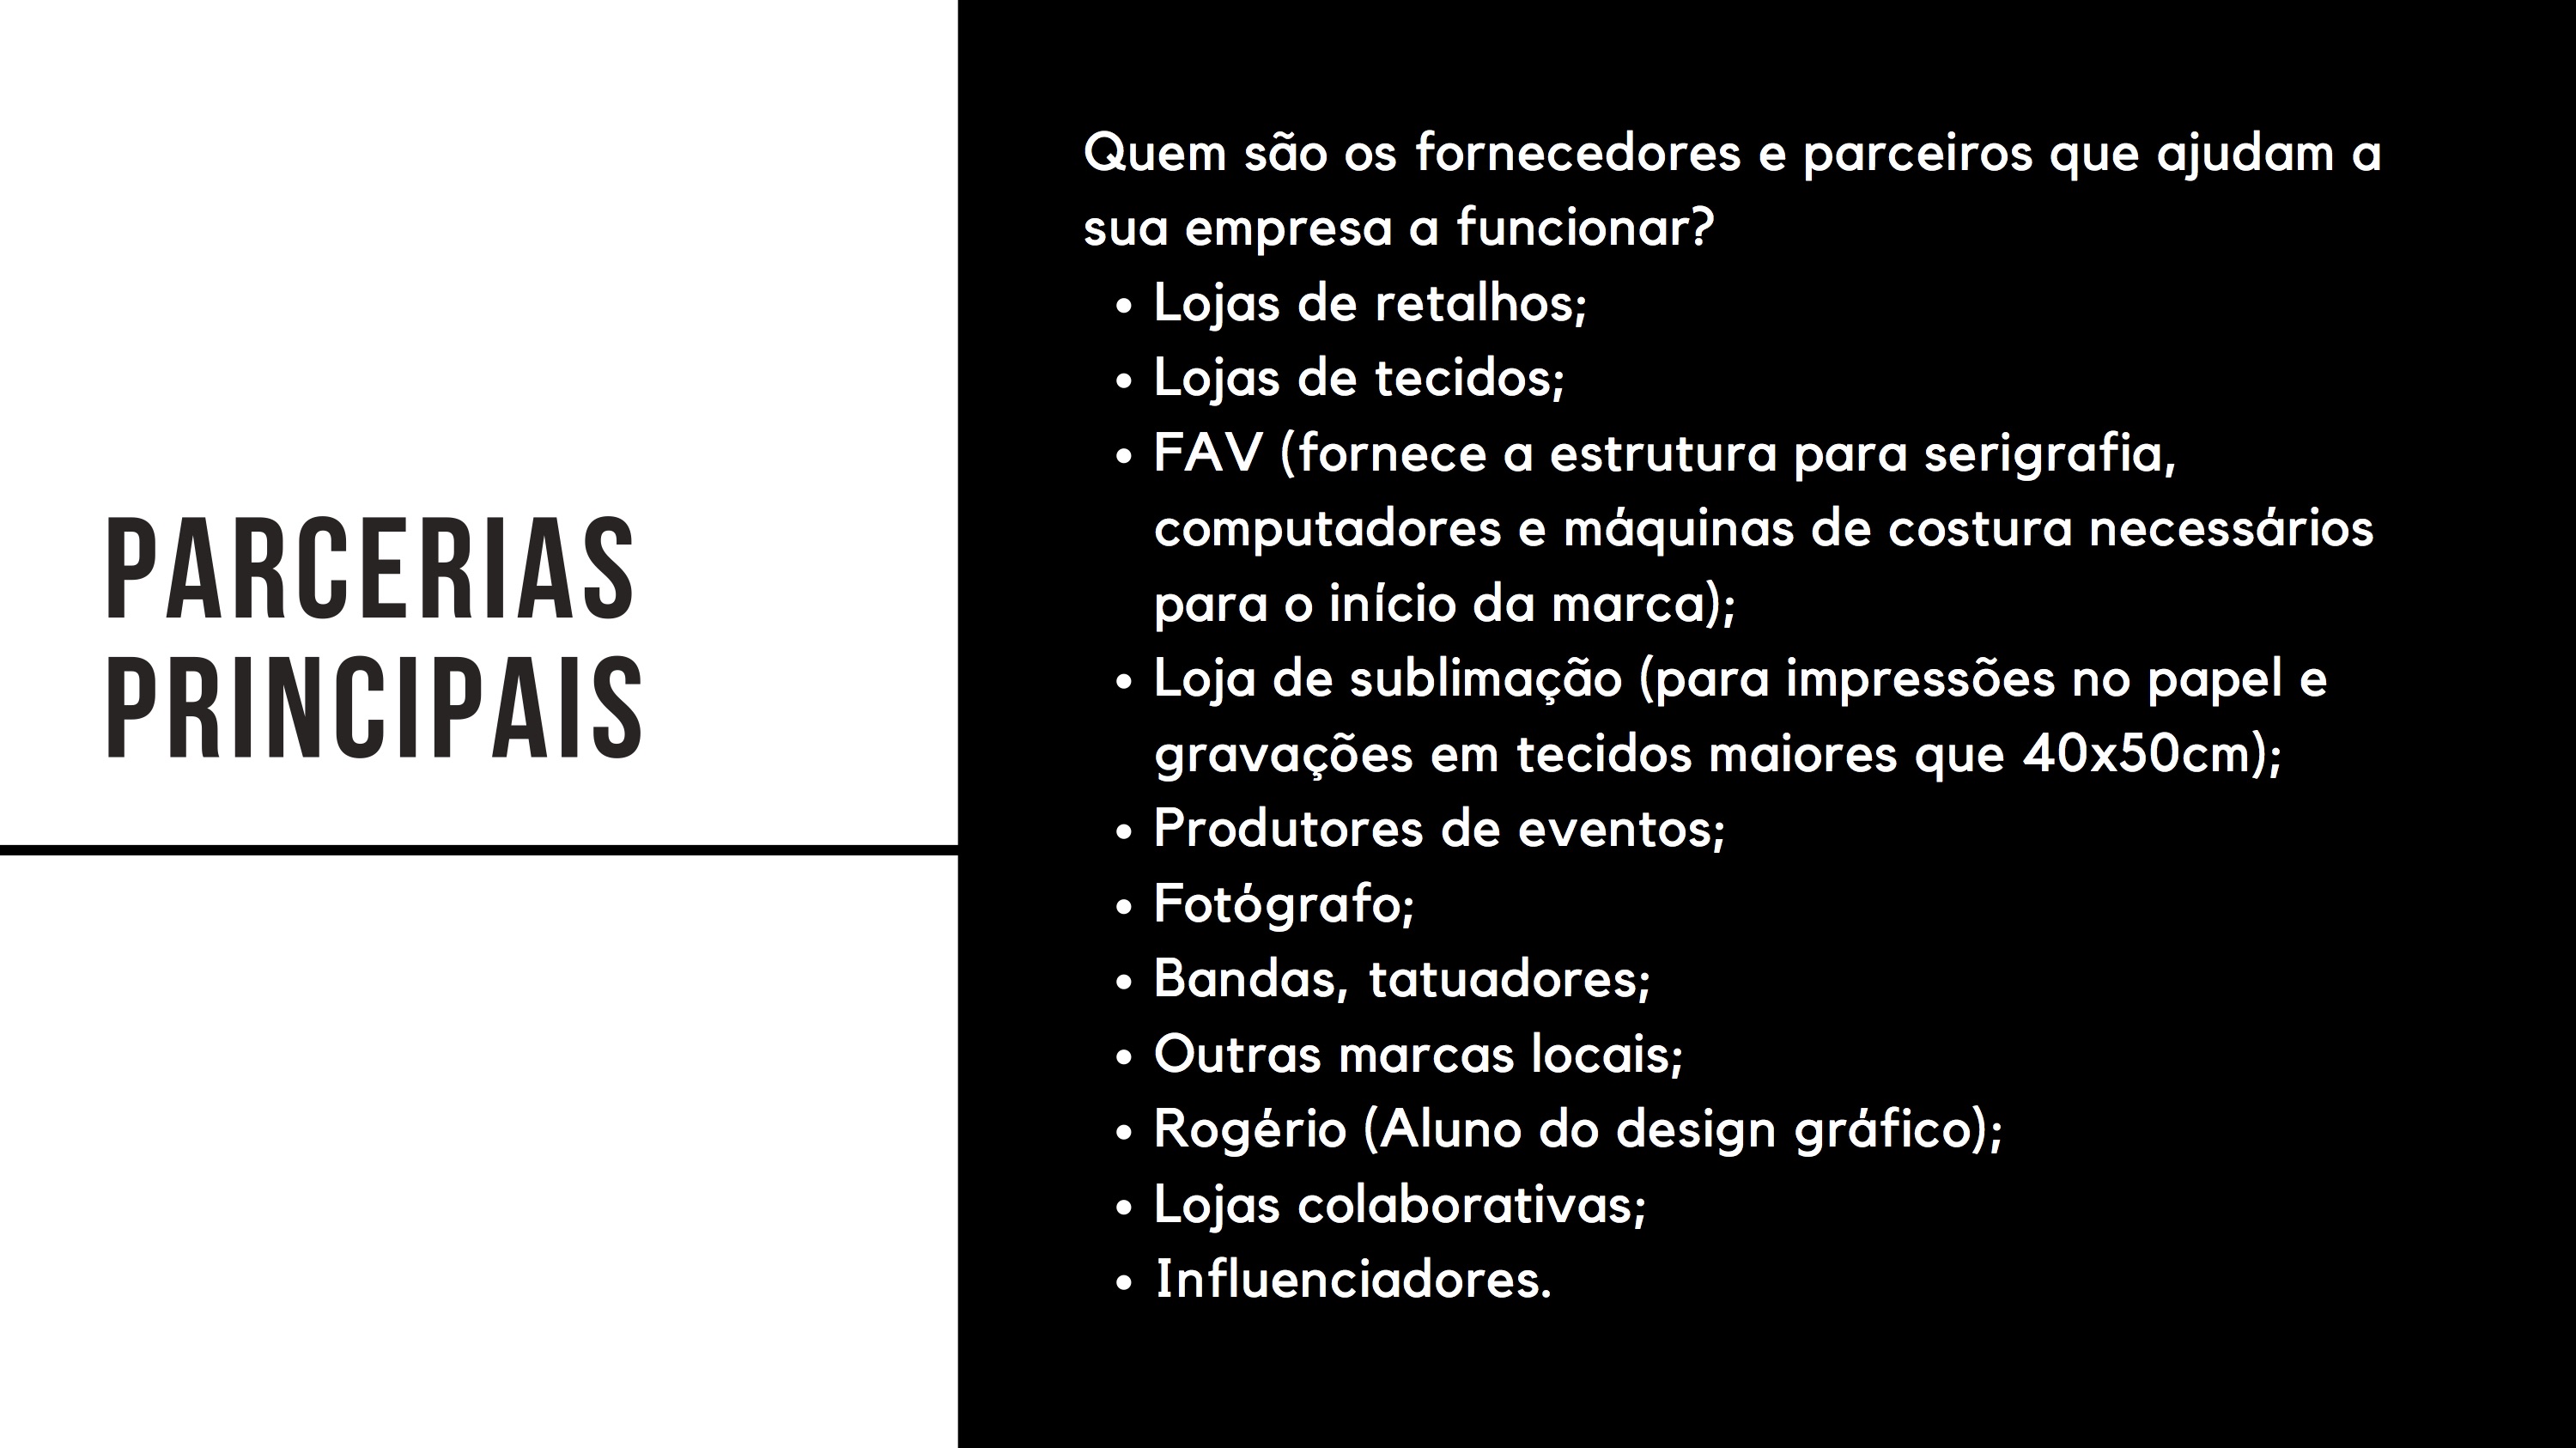 PARCERIAS
PRINCIPAIS
Quem são os fornecedores e parceiros que ajudam a
sua empresa a funcionar?
• Lojas de retalhos;
• Lojas de tecidos;
• FAV (fornece a estrutura para serigrafia,
computadores e máquinas de costura necessários
para o início da marca);
• Loja de sublimação (para impressões no papel e
gravações em tecidos maiores que 40x50cm);
• Produtores de eventos;
• Fotógrafo;
• Bandas, tatuadores;
• Outras marcas locais;
• Rogério (Aluno do design gráfico);
• Lojas colaborativas;
• Influenciadores.